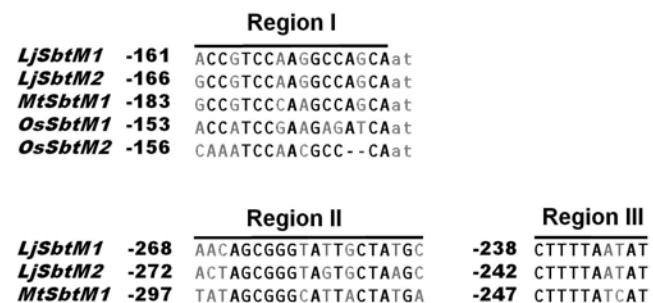 Region I
LjSbtM1 -161 ACCGTCCAAGGCCAGCAat
LjSbtM2 -166 GCCGTCCAAGGCCAGCAat
MtSbtM1 -183 GCCGTCCCAAGCCAGCAat
OsSbtM1 -153 ACCATCCGAAGAGATCAat
OsSbtM2 -156 CAAATCCAACGCC--CAat
Region II Region III
LjSbtM1 -268 AACAGCGGGTATTGCTATGC -238 CTTTTAATAT
LjSbtM2 -272 ACTAGCGGGTAGTGCTAAGC -242 CTTTTAATAT
MtSbtM1 -297 TATAGCGGGCATTACTATGA -247 CTTTTATCAT